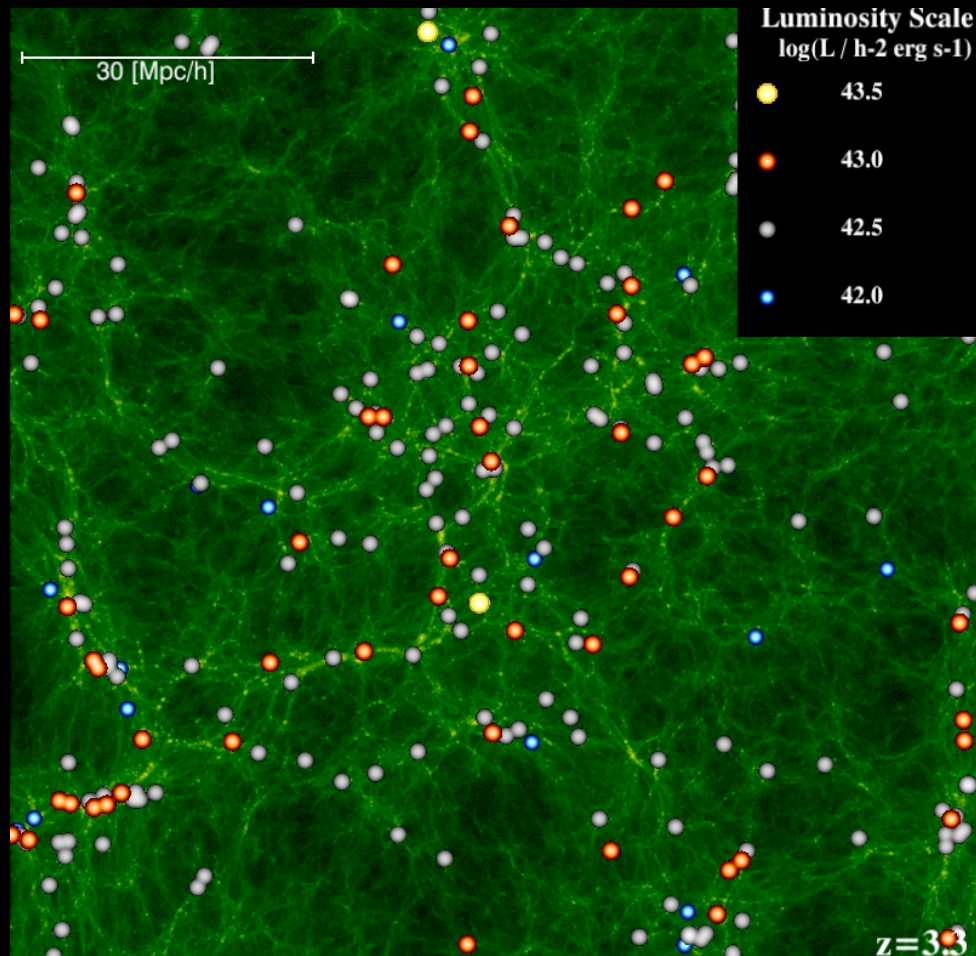 Luminosity Scale
log(L / h-2 erg s-1)
30 [Mpc/h]
43.5
43.0
42.5
42.0
z=3.3